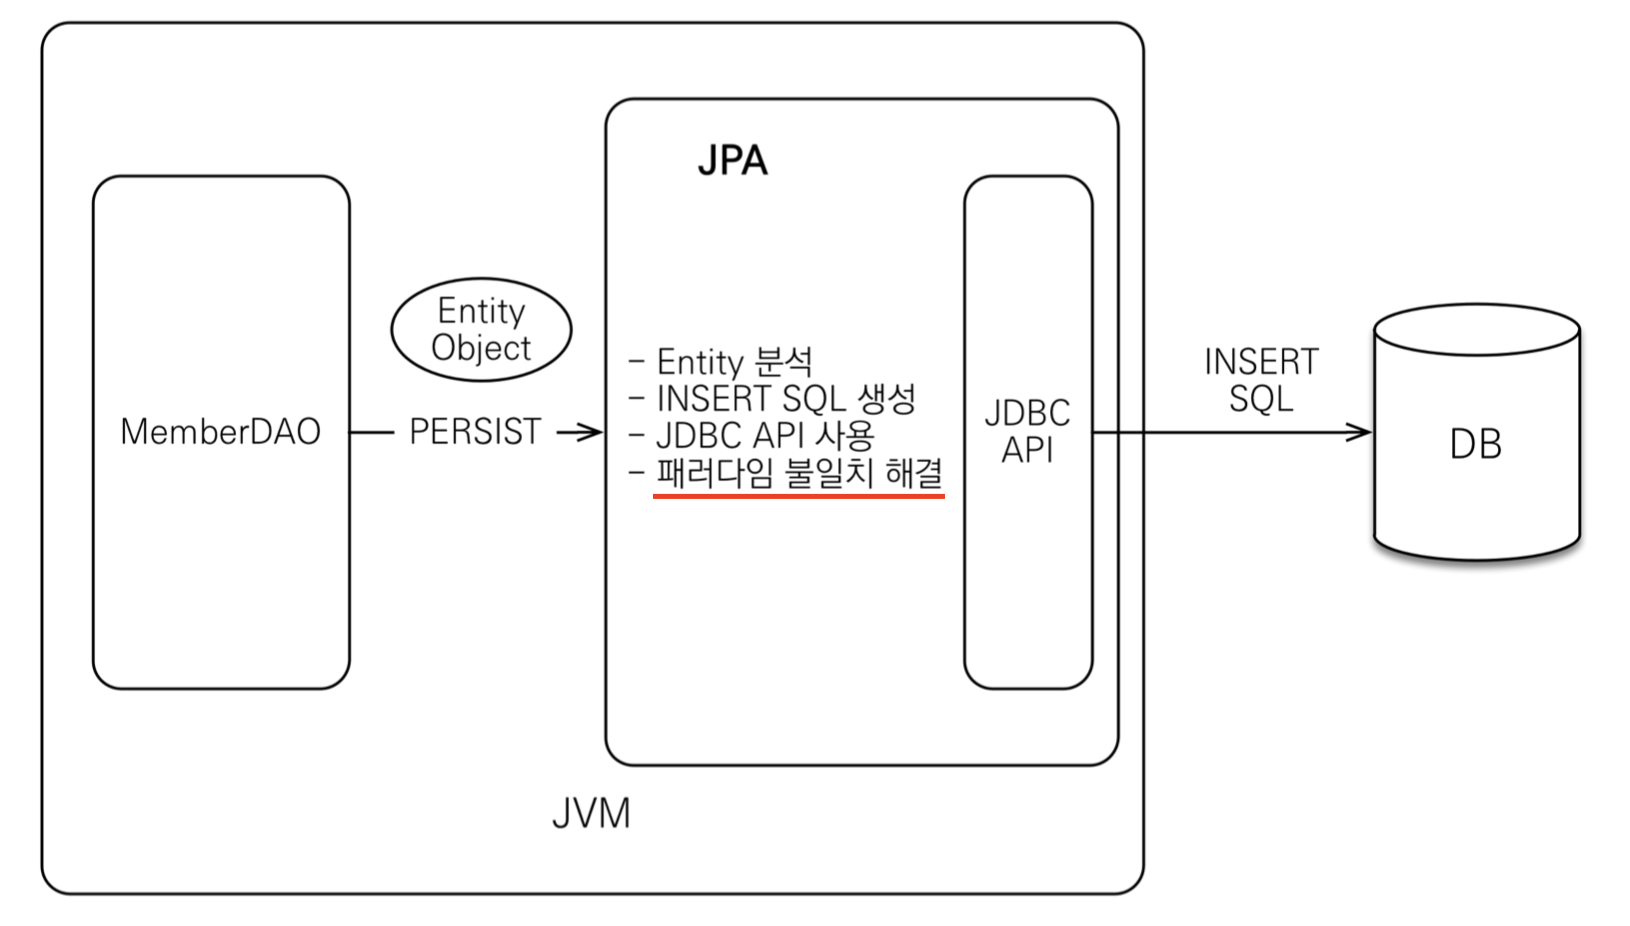 JPA
Entity
Object
MemberDAO
PERSIST
– Entity 분석
– INSERT SQL 생성
– JDBC API 사용
– 패러다임 불일치 해결
JDBC
API
INSERT
SQL
DB
JVM